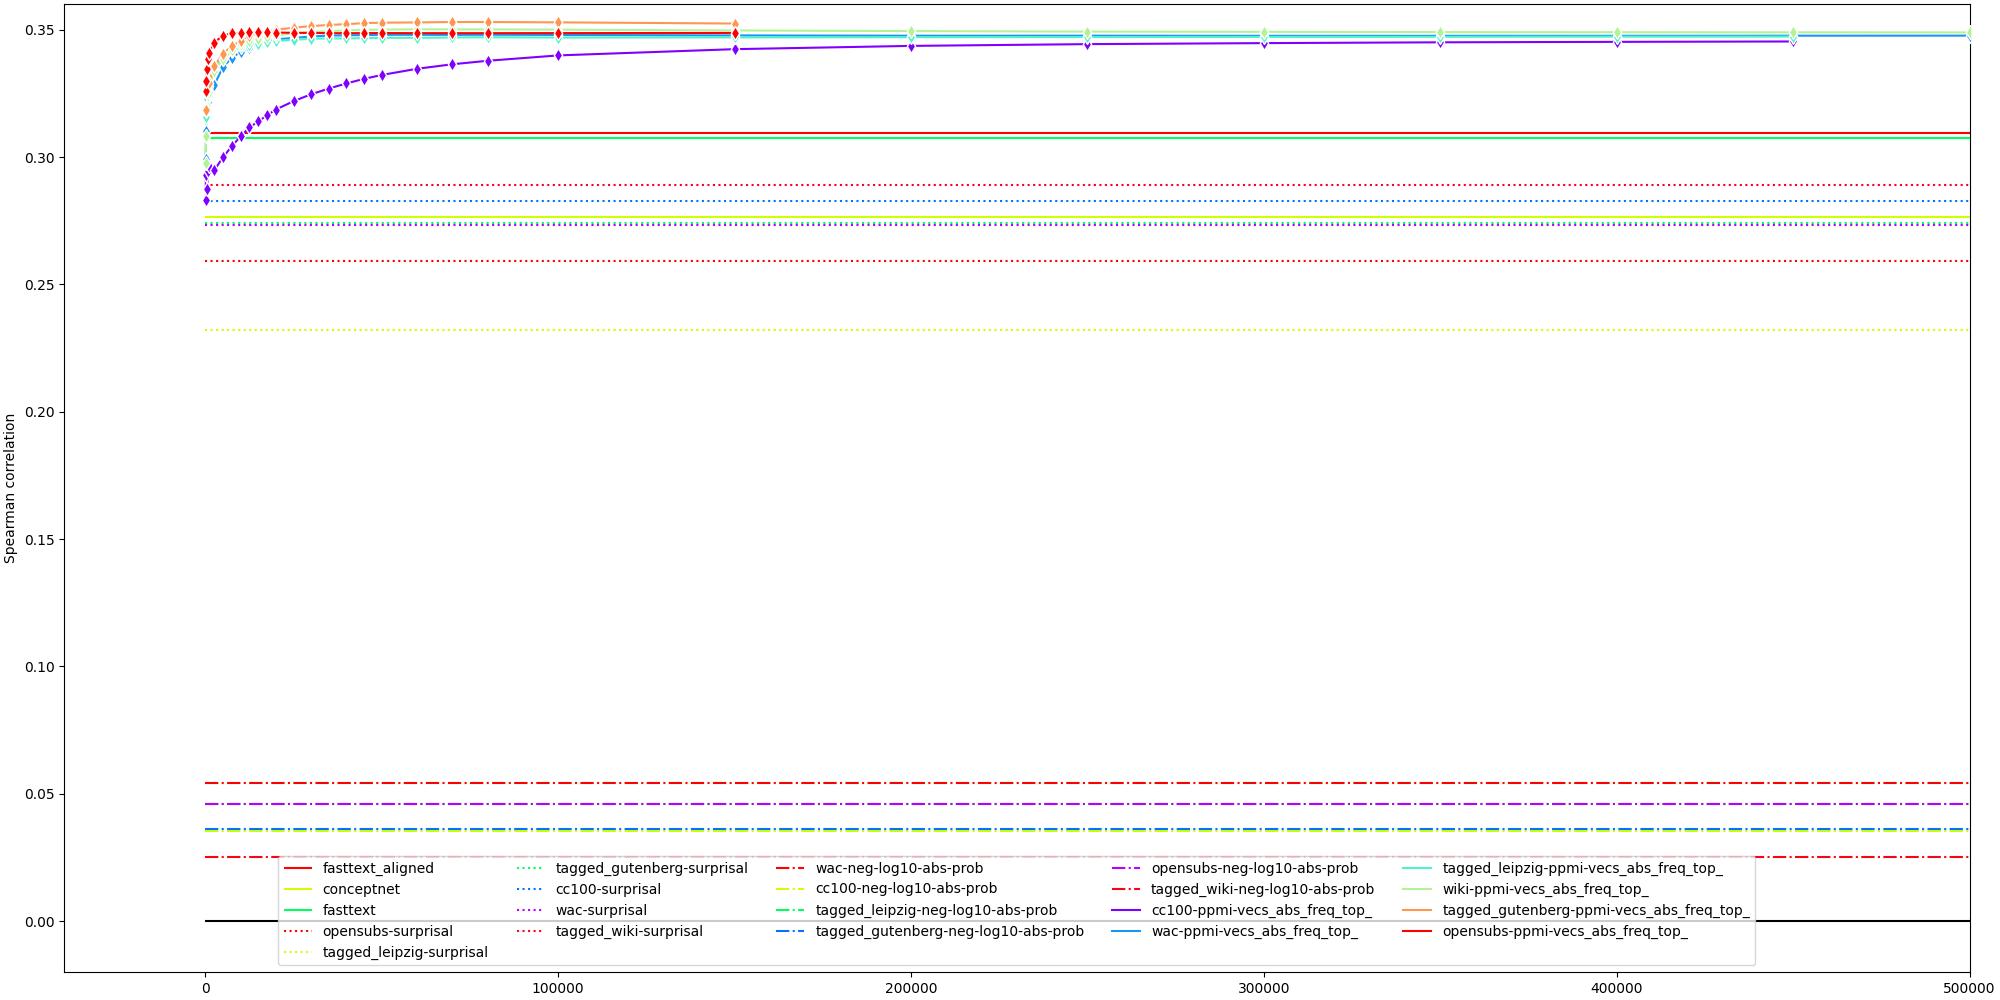 0.35
0.30
0.25
0.20
0.15
0.10
0.05
0.00
Spearman correlation
fasttext_aligned
conceptnet
fasttext
opensubs-surprisal
tagged_leipzig-surprisal
tagged_gutenberg-surprisal
cc100-surprisal
wac-surprisal
tagged_wiki-surprisal
wac-neg-log10-abs-prob
cc100-neg-log10-abs-prob
tagged_leipzig-neg-log10-abs-prob
tagged_gutenberg-neg-log10-abs-prob
opensubs-neg-log10-abs-prob
tagged_wiki-neg-log10-abs-prob
cc100-ppmi-vecs_abs_freq_top_
wac-ppmi-vecs_abs_freq_top_
tagged_leipzig-ppmi-vecs_abs_freq_top_
wiki-ppmi-vecs_abs_freq_top_
tagged_gutenberg-ppmi-vecs_abs_freq_top_
opensubs-ppmi-vecs_abs_freq_top_
0
100000
200000
300000
400000
500000